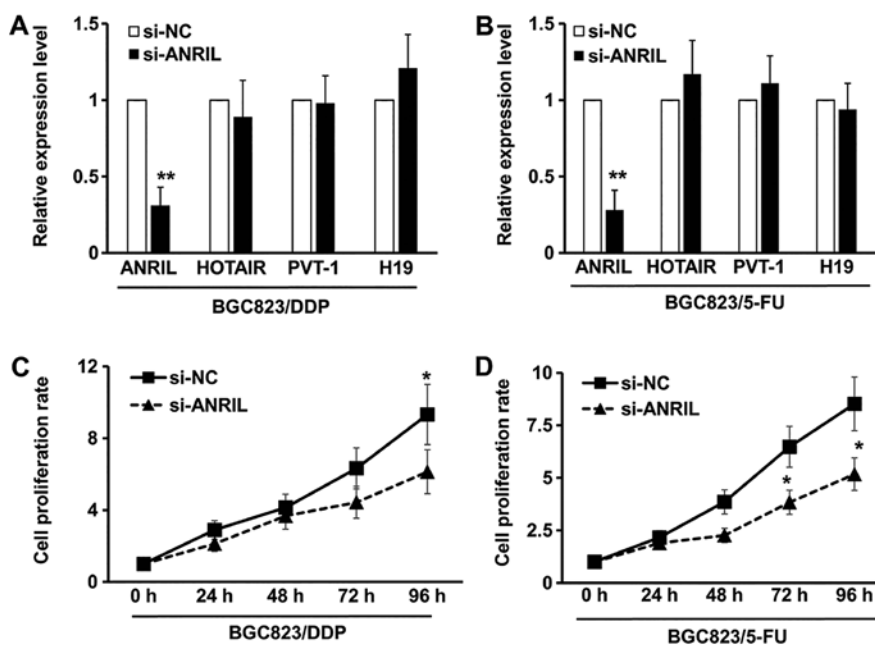 A
si-NC
si-ANRIL
Relative expression level
1.5
1
0.5
0
**
ANRIL HOTAIR PVT-1 H19
BGC823/DDP
B
si-NC
si-ANRIL
Relative expression level
1.5
1
0.5
0
**
ANRIL HOTAIR PVT-1 H19
BGC823/5-FU
C
si-NC
si-ANRIL
Cell proliferation rate
12
8
4
0
*
0 h 24 h 48 h 72 h 96 h
BGC823/DDP
D
si-NC
si-ANRIL
Cell proliferation rate
10
7.5
5
2.5
0
*
*
0 h 24 h 48 h 72 h 96 h
BGC823/5-FU